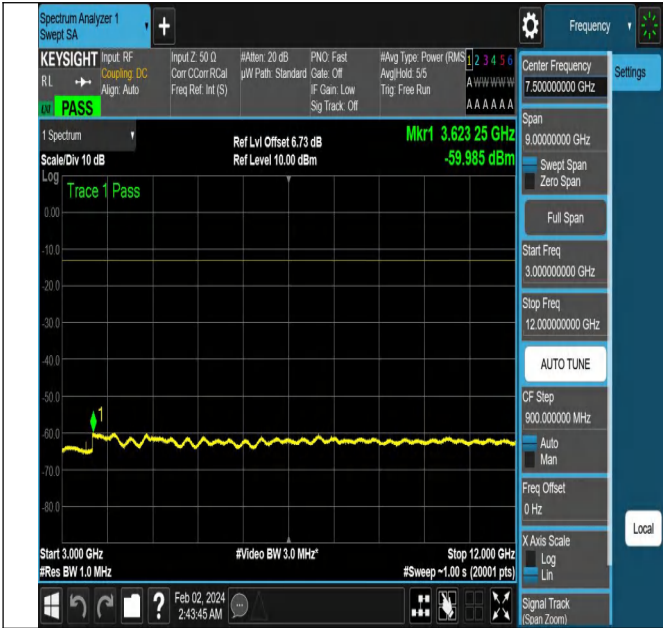 Spectrum Analyzer 1
Swept SA
Frequency
KEYSIGHT
RL
PASS
Input: RF
Coupling: DC
Align: Auto
Input Z: 50 Ω
Corr CCorr RCal
Freq Ref: Int (S)
#Atten: 20 dB
µW Path: Standard
PNO: Fast
Gate: Off
IF Gain: Low
Sig Track: Off
#Avg Type: Power (RMS
Avg|Hold: 5/5
Trig: Free Run
1 2 3 4 5 6
A W W W W W
A A A A A A
1 Spectrum
Scale/Div 10 dB
Ref Lvl Offset 6.73 dB
Ref Level 10.00 dBm
Mkr1 3.623 25 GHz
-59.985 dBm
Log
Trace 1 Pass
0.00
-10.0
-20.0
-30.0
-40.0
-50.0
1
-60.0
-70.0
-80.0
Start 3.000 GHz
#Res BW 1.0 MHz
#Video BW 3.0 MHz*
Stop 12.000 GHz
#Sweep ~1.00 s (20001 pts)
Feb 02, 2024
2:43:45 AM
Center Frequency
7.500000000 GHz
Settings
Span
9.00000000 GHz
Swept Span
Zero Span
Full Span
Start Freq
3.000000000 GHz
Stop Freq
12.000000000 GHz
AUTO TUNE
CF Step
900.000000 MHz
Auto
Man
Freq Offset
0 Hz
Local
X Axis Scale
Log
Lin
Signal Track
(Span Zoom)